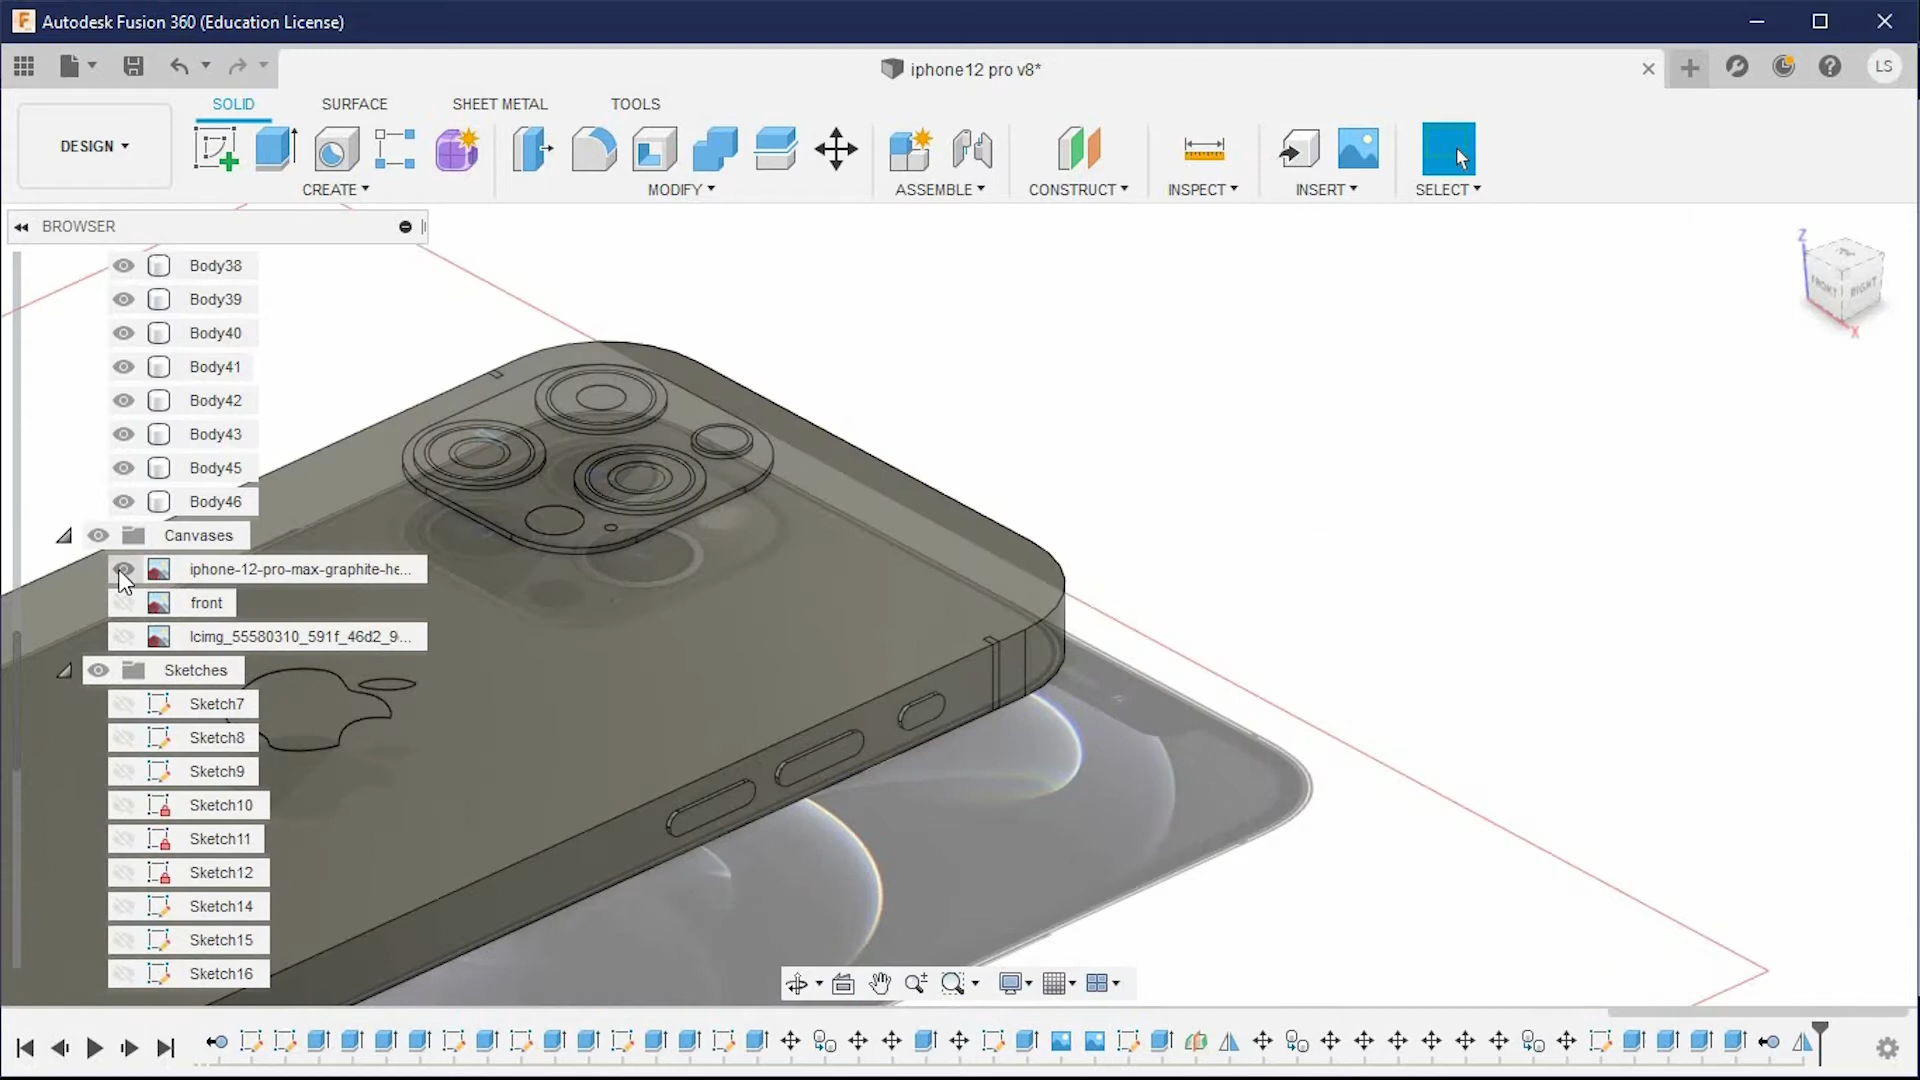 Autodesk Fusion 360 (Education License)
iphone12 pro v8*
LS
SOLID SURFACE SHEET METAL TOOLS
DESIGN
CREATE MODIFY ASSEMBLE CONSTRUCT INSPECT INSERT SELECT
BROWSER
Body38
Body39
Body40
Body41
Body42
Body43
Body45
Body46
Canvases
iphone-12-pro-max-graphite-he...
front
lcimg_55580310_591f_46d2_9...
Sketches
Sketch7
Sketch8
Sketch9
Sketch10
Sketch11
Sketch12
Sketch14
Sketch15
Sketch16
Z
FRONT RIGHT
X